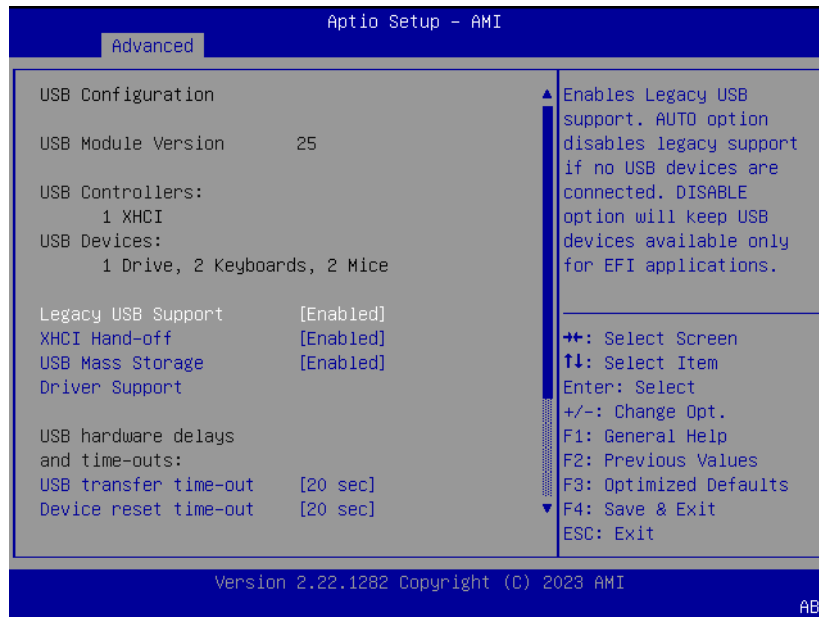 Aptio Setup – AMI
Advanced
USB Configuration
USB Module Version 25
USB Controllers:
1 XHCI
USB Devices:
1 Drive, 2 Keyboards, 2 Mice
Legacy USB Support [Enabled]
XHCI Hand-off [Enabled]
USB Mass Storage [Enabled]
Driver Support
USB hardware delays
and time-outs:
USB transfer time-out [20 sec]
Device reset time-out [20 sec]
Enables Legacy USB
support. AUTO option
disables legacy support
if no USB devices are
connected. DISABLE
option will keep USB
devices available only
for EFI applications.
→←: Select Screen
↑↓: Select Item
Enter: Select
+/-: Change Opt.
F1: General Help
F2: Previous Values
F3: Optimized Defaults
F4: Save & Exit
ESC: Exit
Version 2.22.1282 Copyright (C) 2023 AMI
AB